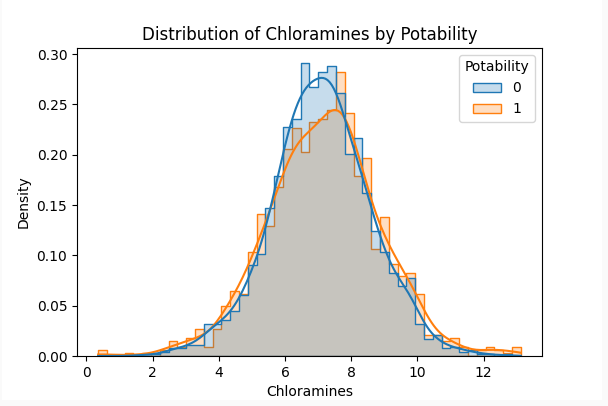 Distribution of Chloramines by Potability
Potability
0
1
Density
0.30
0.25
0.20
0.15
0.10
0.05
0.00
0 2 4 6 8 10 12
Chloramines